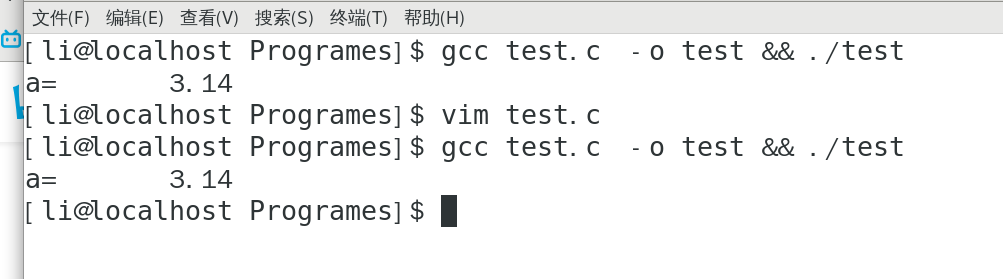 文件(F) 编辑(E) 查看(V) 搜索(S) 终端(T) 帮助(H)
[li@localhost Programes]$ gcc test.c  -o test && ./test
a=       3.14
[li@localhost Programes]$ vim test.c
[li@localhost Programes]$ gcc test.c  -o test && ./test
a=       3.14
[li@localhost Programes]$